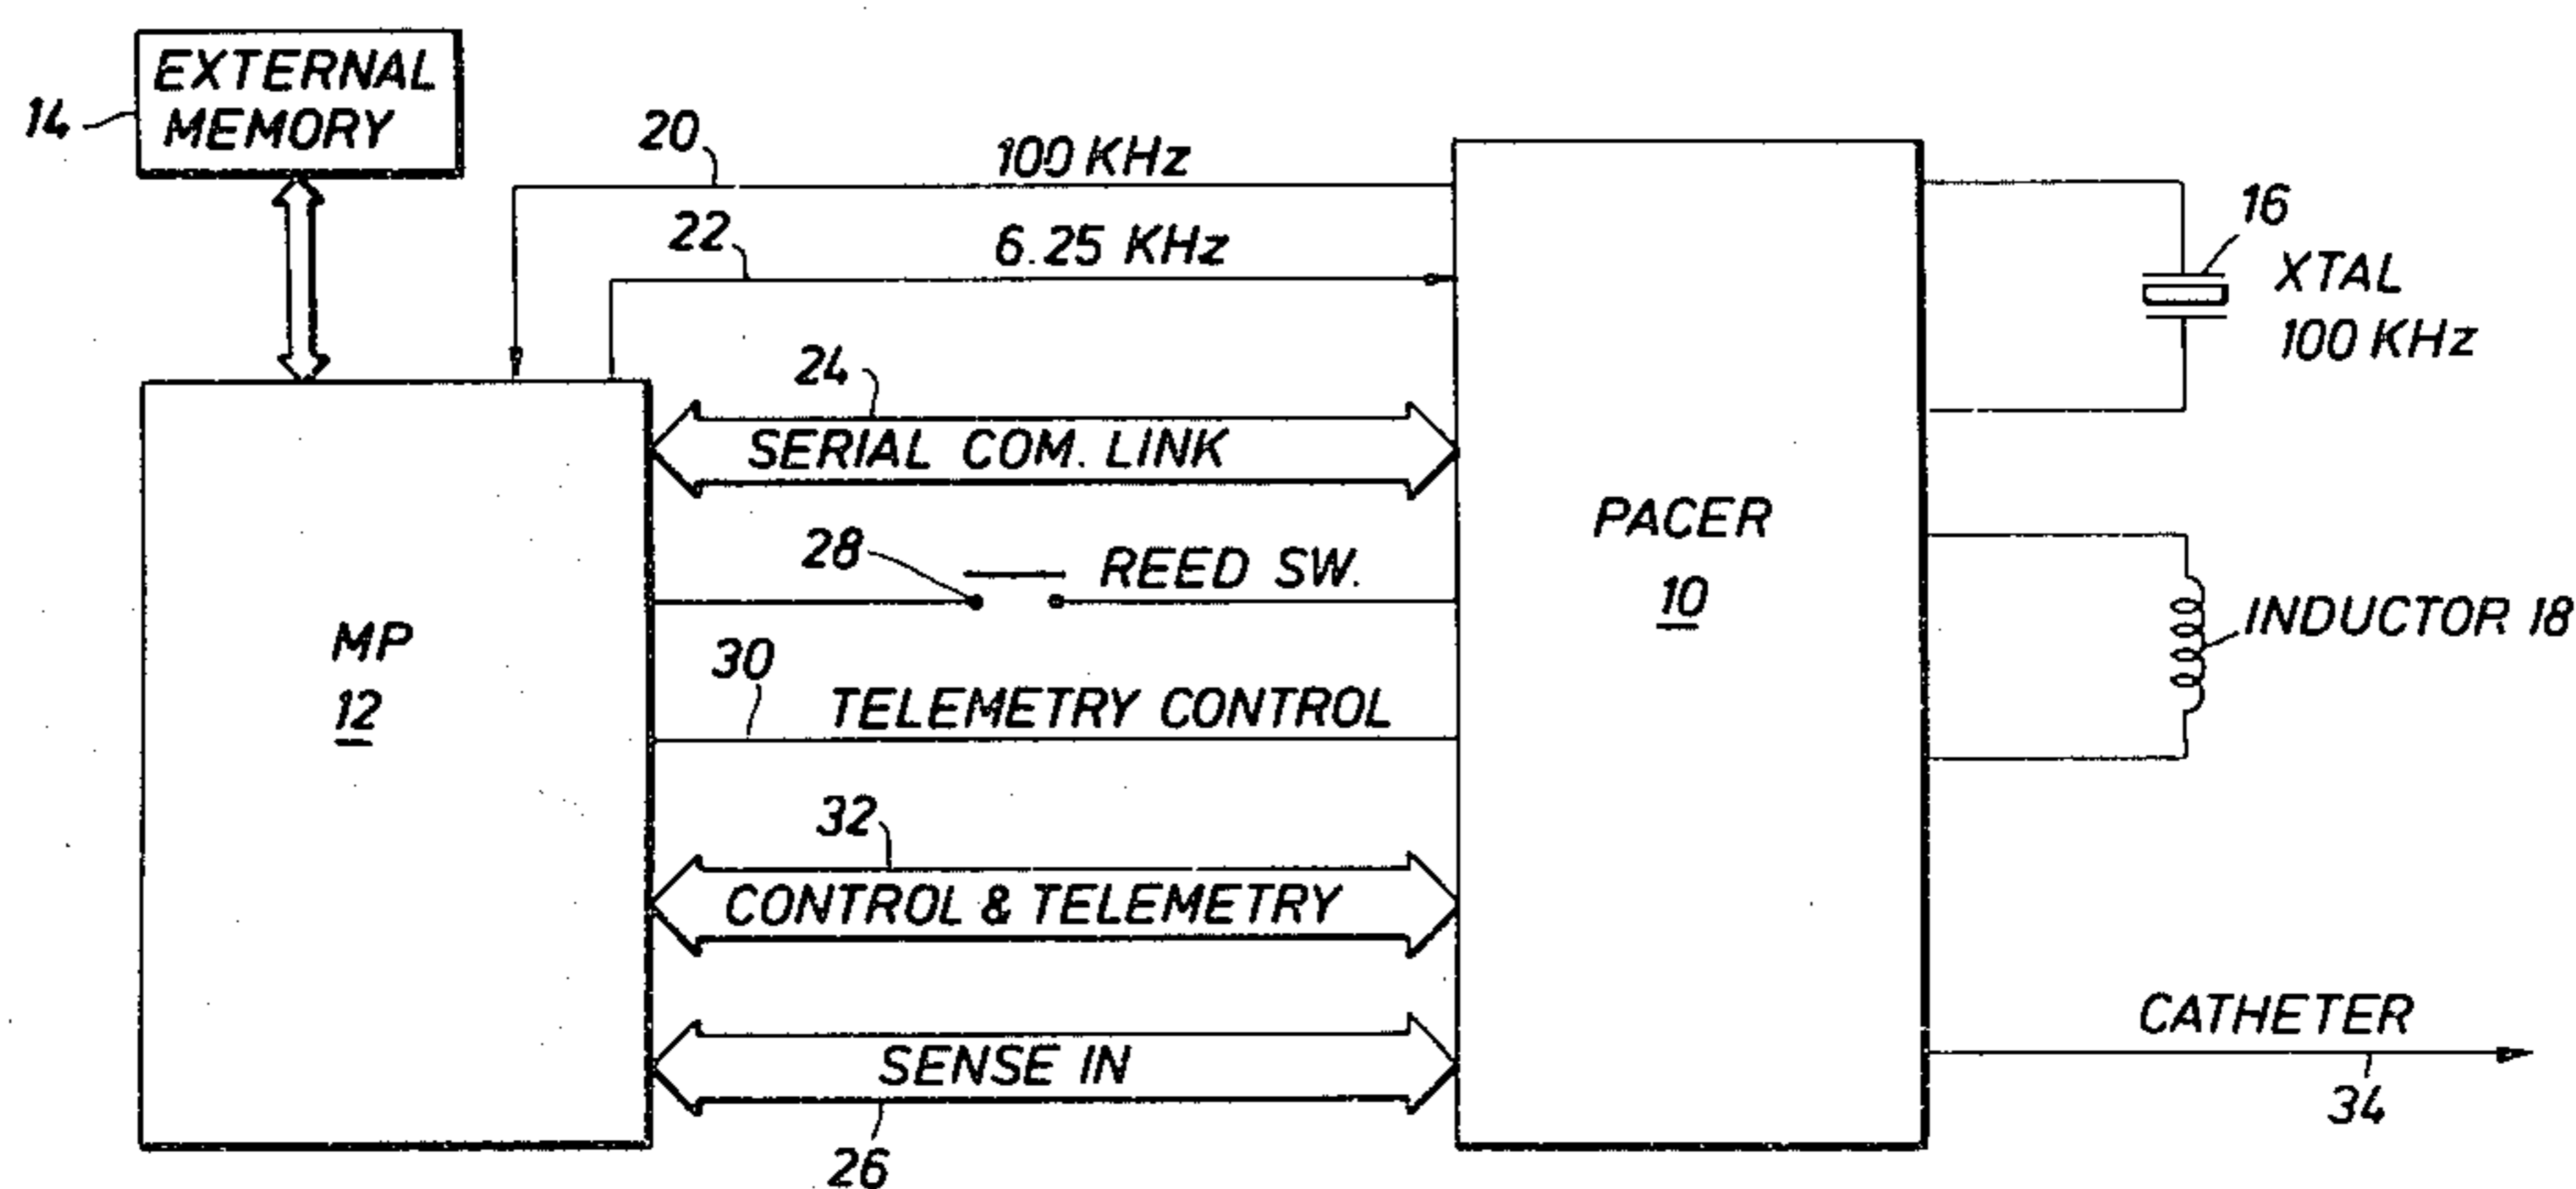 EXTERNAL
MEMORY
14
20
100 KHz
22
6.25 KHz
16
XTAL
100 KHz
24
SERIAL COM. LINK
PACER
10
28
REED SW.
INDUCTOR 18
MP
12
30
TELEMETRY CONTROL
32
CONTROL & TELEMETRY
CATHETER
34
SENSE IN
26